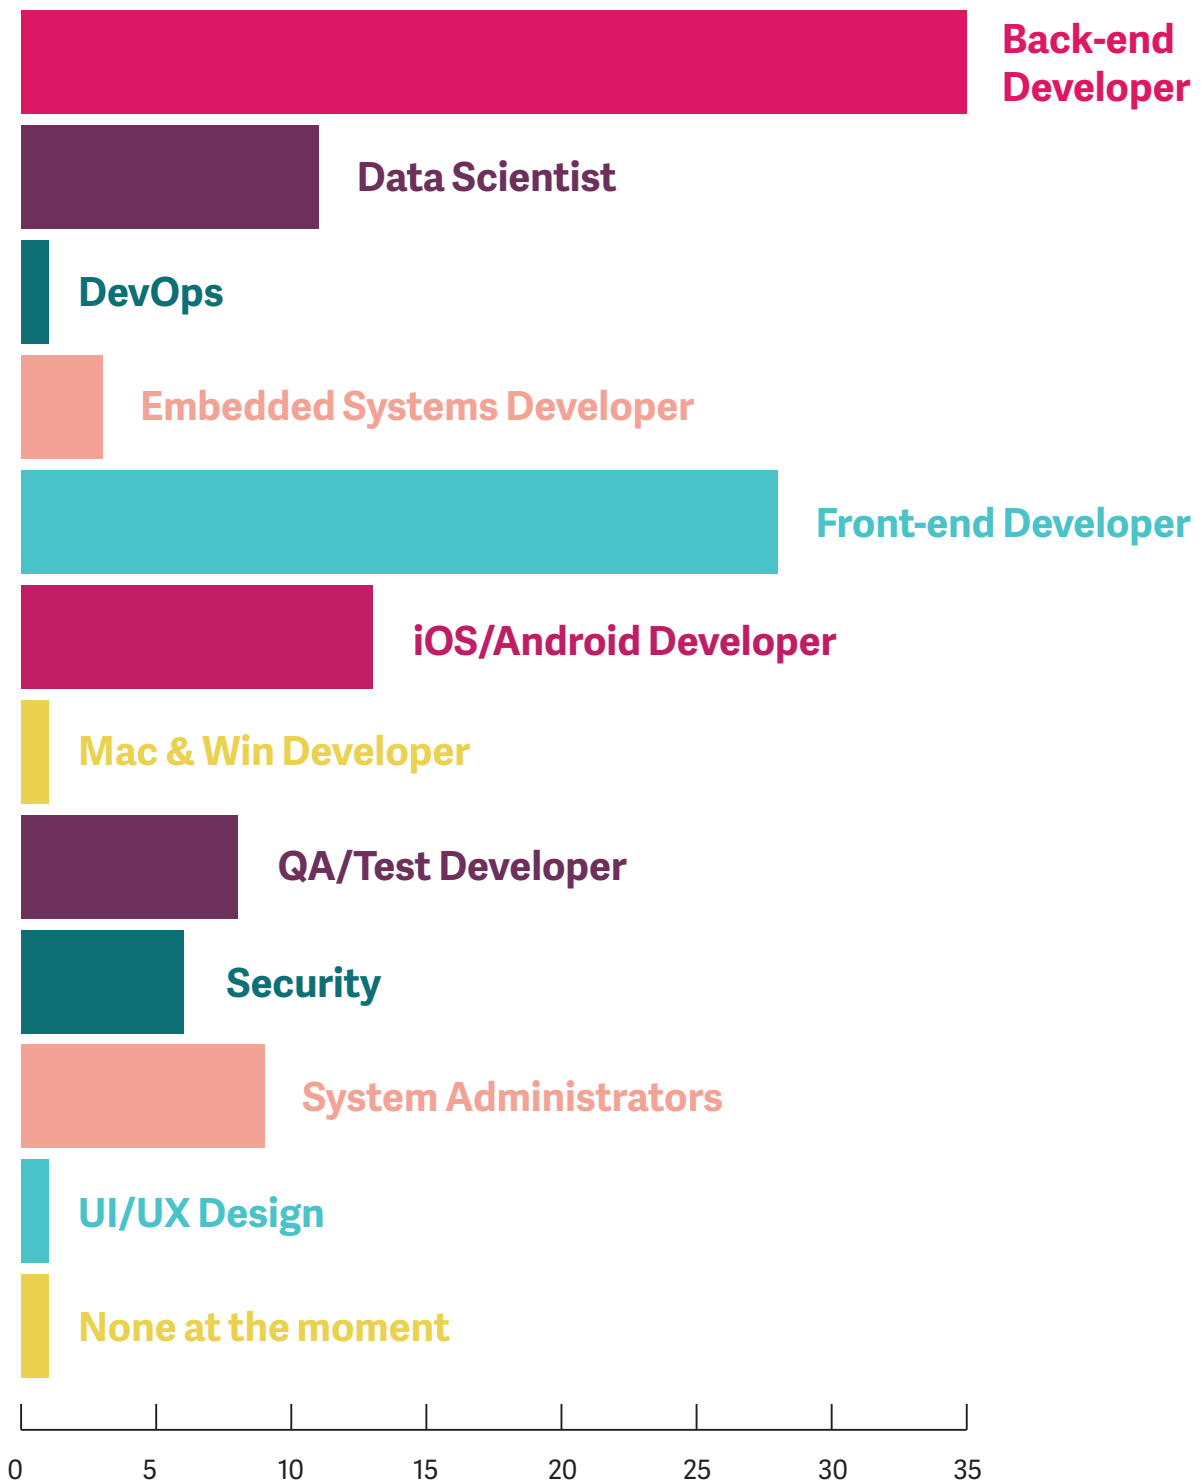 Back-end
Developer
Data Scientist
DevOps
Embedded Systems Developer
Front-end Developer
iOS/Android Developer
Mac & Win Developer
QA/Test Developer
Security
System Administrators
UI/UX Design
None at the moment
0 5 10 15 20 25 30 35